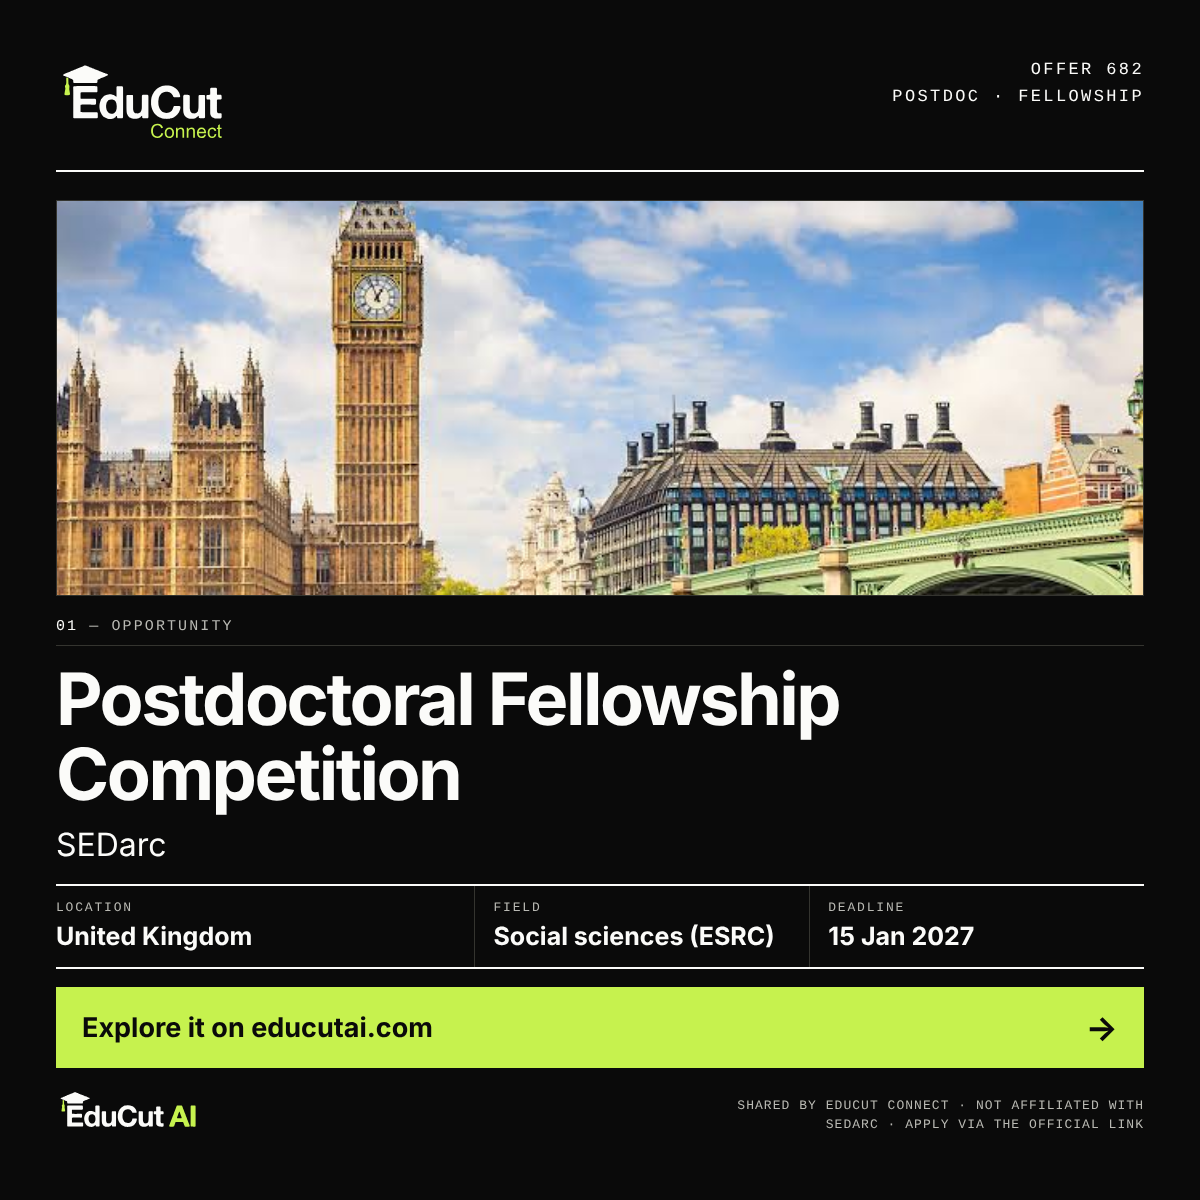 EduCut
Connect
OFFER 682
POSTDOC · FELLOWSHIP
01 — OPPORTUNITY
Postdoctoral Fellowship
Competition
SEDarc
LOCATION
United Kingdom
FIELD
Social sciences (ESRC)
DEADLINE
15 Jan 2027
Explore it on educutai.com
EduCut AI
SHARED BY EDUCUT CONNECT · NOT AFFILIATED WITH
SEDARC · APPLY VIA THE OFFICIAL LINK